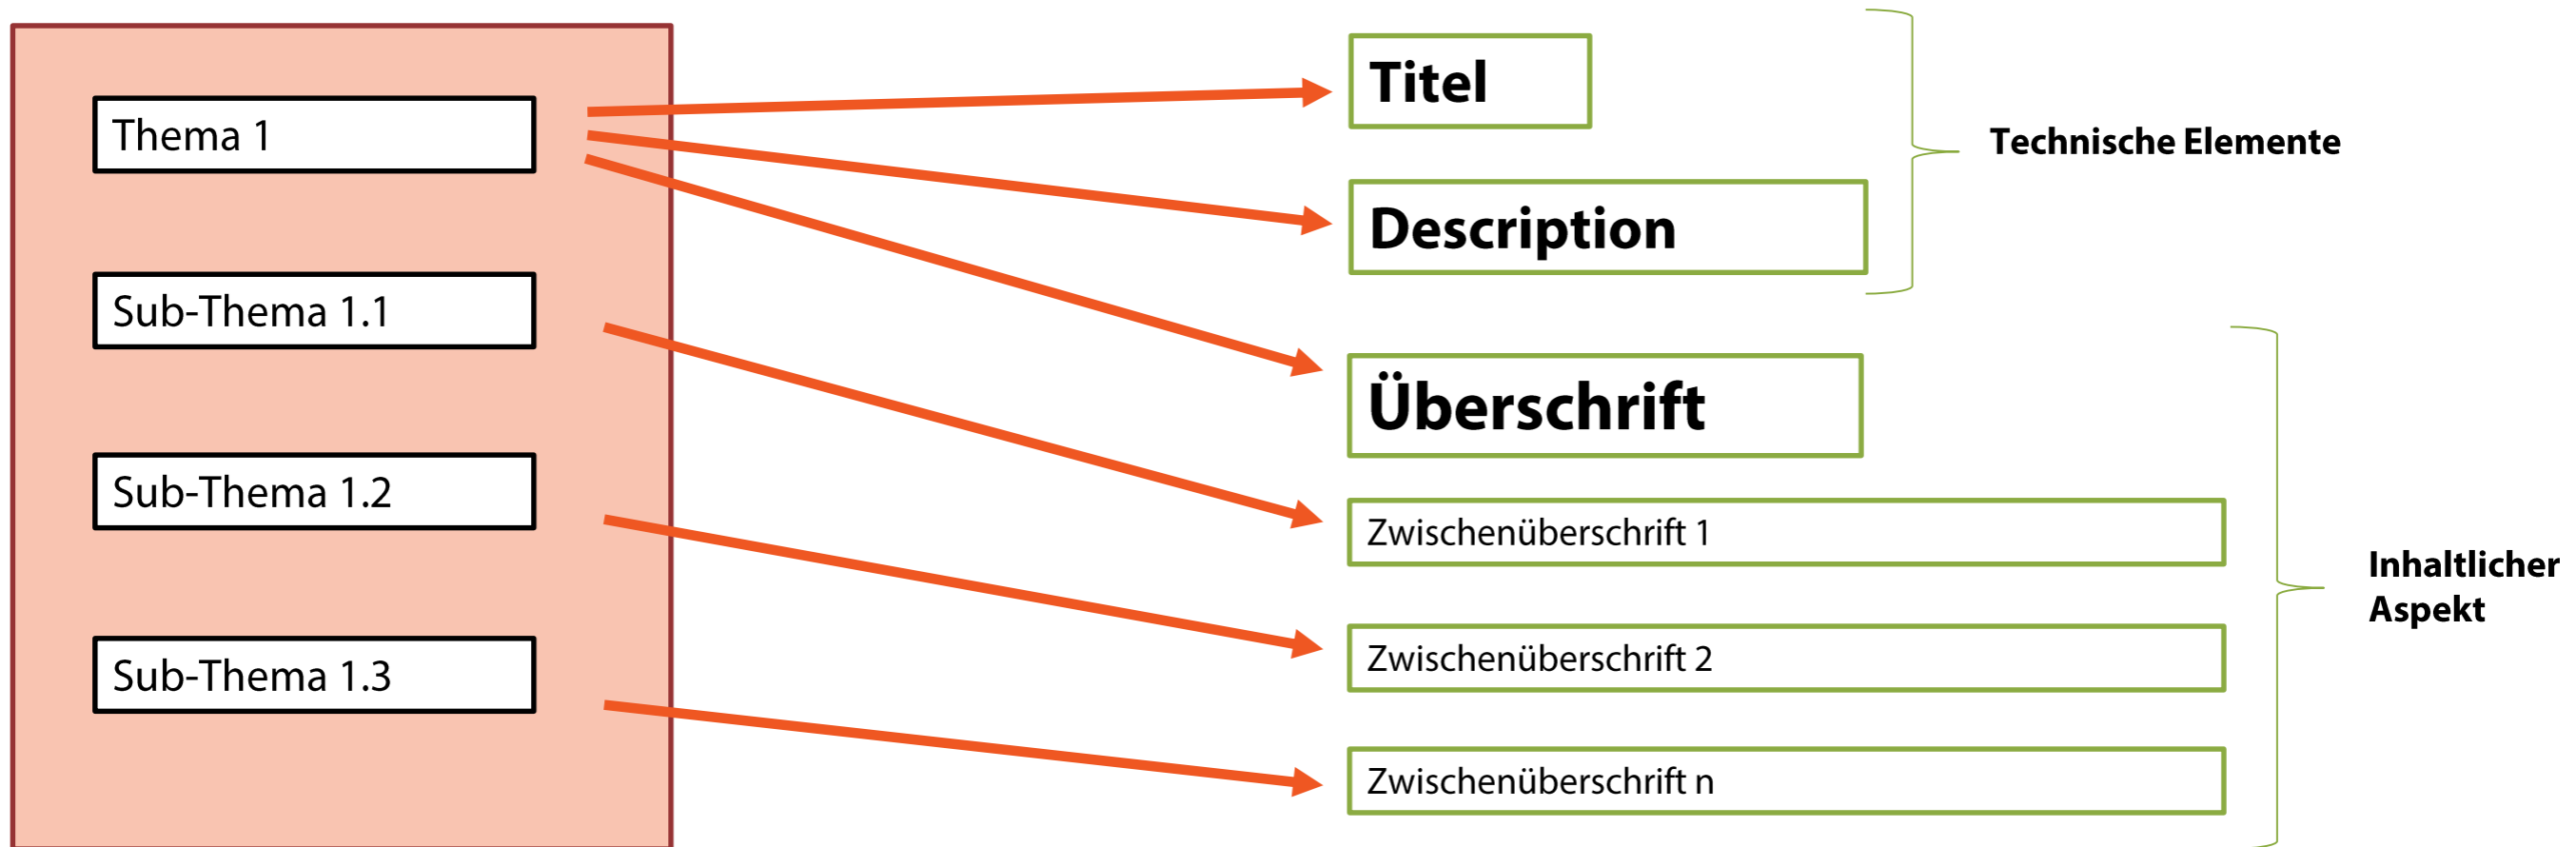 Thema 1
Sub-Thema 1.1
Sub-Thema 1.2
Sub-Thema 1.3
Titel
Description
Überschrift
Zwischenüberschrift 1
Zwischenüberschrift 2
Zwischenüberschrift n
Technische Elemente
Inhaltlicher
Aspekt